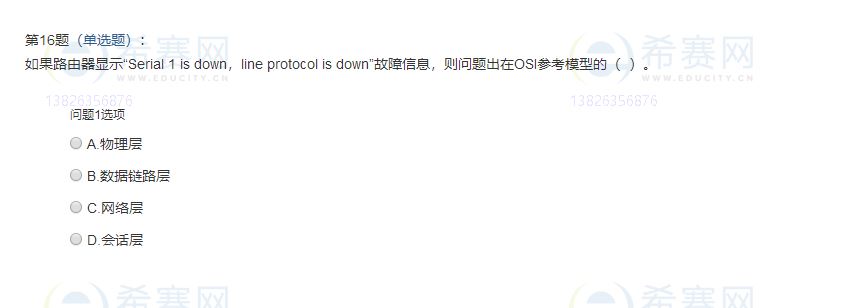 第16题（单选题）：
如果路由器显示“Serial 1 is down，line protocol is down”故障信息，则问题出在OSI参考模型的（ ）。
希赛网
WWW.EDUCITY.CN
希赛网
WWW.EDUCITY.CN
13826356876
13826356876
问题1选项
A.物理层
B.数据链路层
C.网络层
D.会话层
希赛网
希赛网